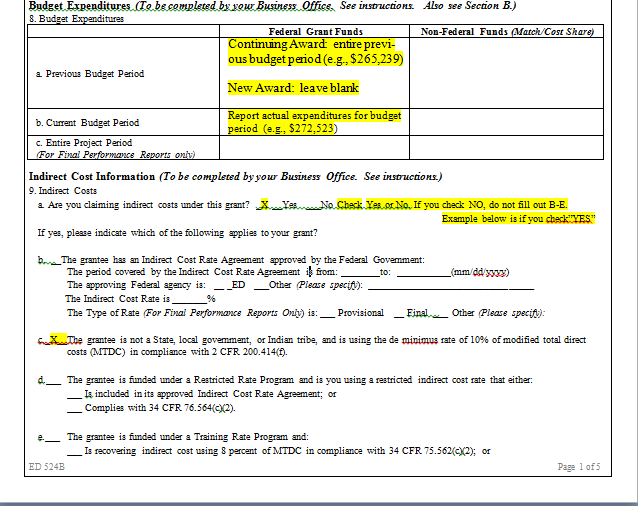 Budget Expenditures (To be completed by your Business Office. See instructions. Also see Section B.)
8. Budget Expenditures
Federal Grant Funds Non-Federal Funds (Match/Cost Share)
a. Previous Budget Period
Continuing Award: entire previ-
ous budget period (e.g., $265,239)
New Award: leave blank
b. Current Budget Period
Report actual expenditures for budget
period (e.g., $272,523)
c. Entire Project Period
(For Final Performance Reports only)
Indirect Cost Information (To be completed by your Business Office. See instructions.)
9. Indirect Costs
a. Are you claiming indirect costs under this grant? _X_ Yes ____No Check Yes or No. If you check NO, do not fill out B-E.
Example below is if you check"YES"
If yes, please indicate which of the following applies to your grant?
b.___The grantee has an Indirect Cost Rate Agreement approved by the Federal Government:
The period covered by the Indirect Cost Rate Agreement is from: ________to: ___________(mm/dd/yyyy)
The approving Federal agency is: __ _ED ___Other (Please specify): _________________________________
The Indirect Cost Rate is _______%
The Type of Rate (For Final Performance Reports Only) is: ___ Provisional __ Final___ Other (Please specify):
c._X__The grantee is not a State, local government, or Indian tribe, and is using the de minimus rate of 10% of modified total direct
costs (MTDC) in compliance with 2 CFR 200.414(f).
d.___ The grantee is funded under a Restricted Rate Program and is you using a restricted indirect cost rate that either:
___ Is included in its approved Indirect Cost Rate Agreement; or
___ Complies with 34 CFR 76.564(c)(2).
e.___ The grantee is funded under a Training Rate Program and:
___ Is recovering indirect cost using 8 percent of MTDC in compliance with 34 CFR 75.562(c)(2); or
ED 524B Page 1 of 5